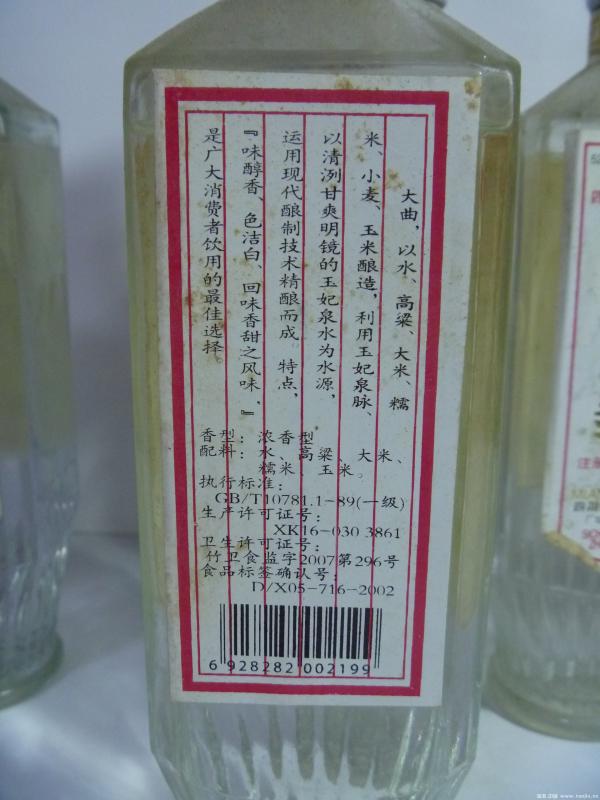 大曲，以水、高粱、大米、糯
米、小麦、玉米酿造，利用玉妃泉脉、
以清洌甘爽明镜的玉妃泉水为水源，
运用现代酿制技术精酿而成 特点，
『味醇香、色洁白、回味香甜之风味，』
是广大消费者饮用的最佳选择。
香型：浓香型
配料：水、高粱、大米、
糯米、玉米。
执行标准：
GB/T10781.1-89(一级)
生产许可证号：
XK16-030 3861
卫生许可证号：
竹卫食监字2007第296号
食品标签确认号：
D/X05-716-2002
6 928282 002199